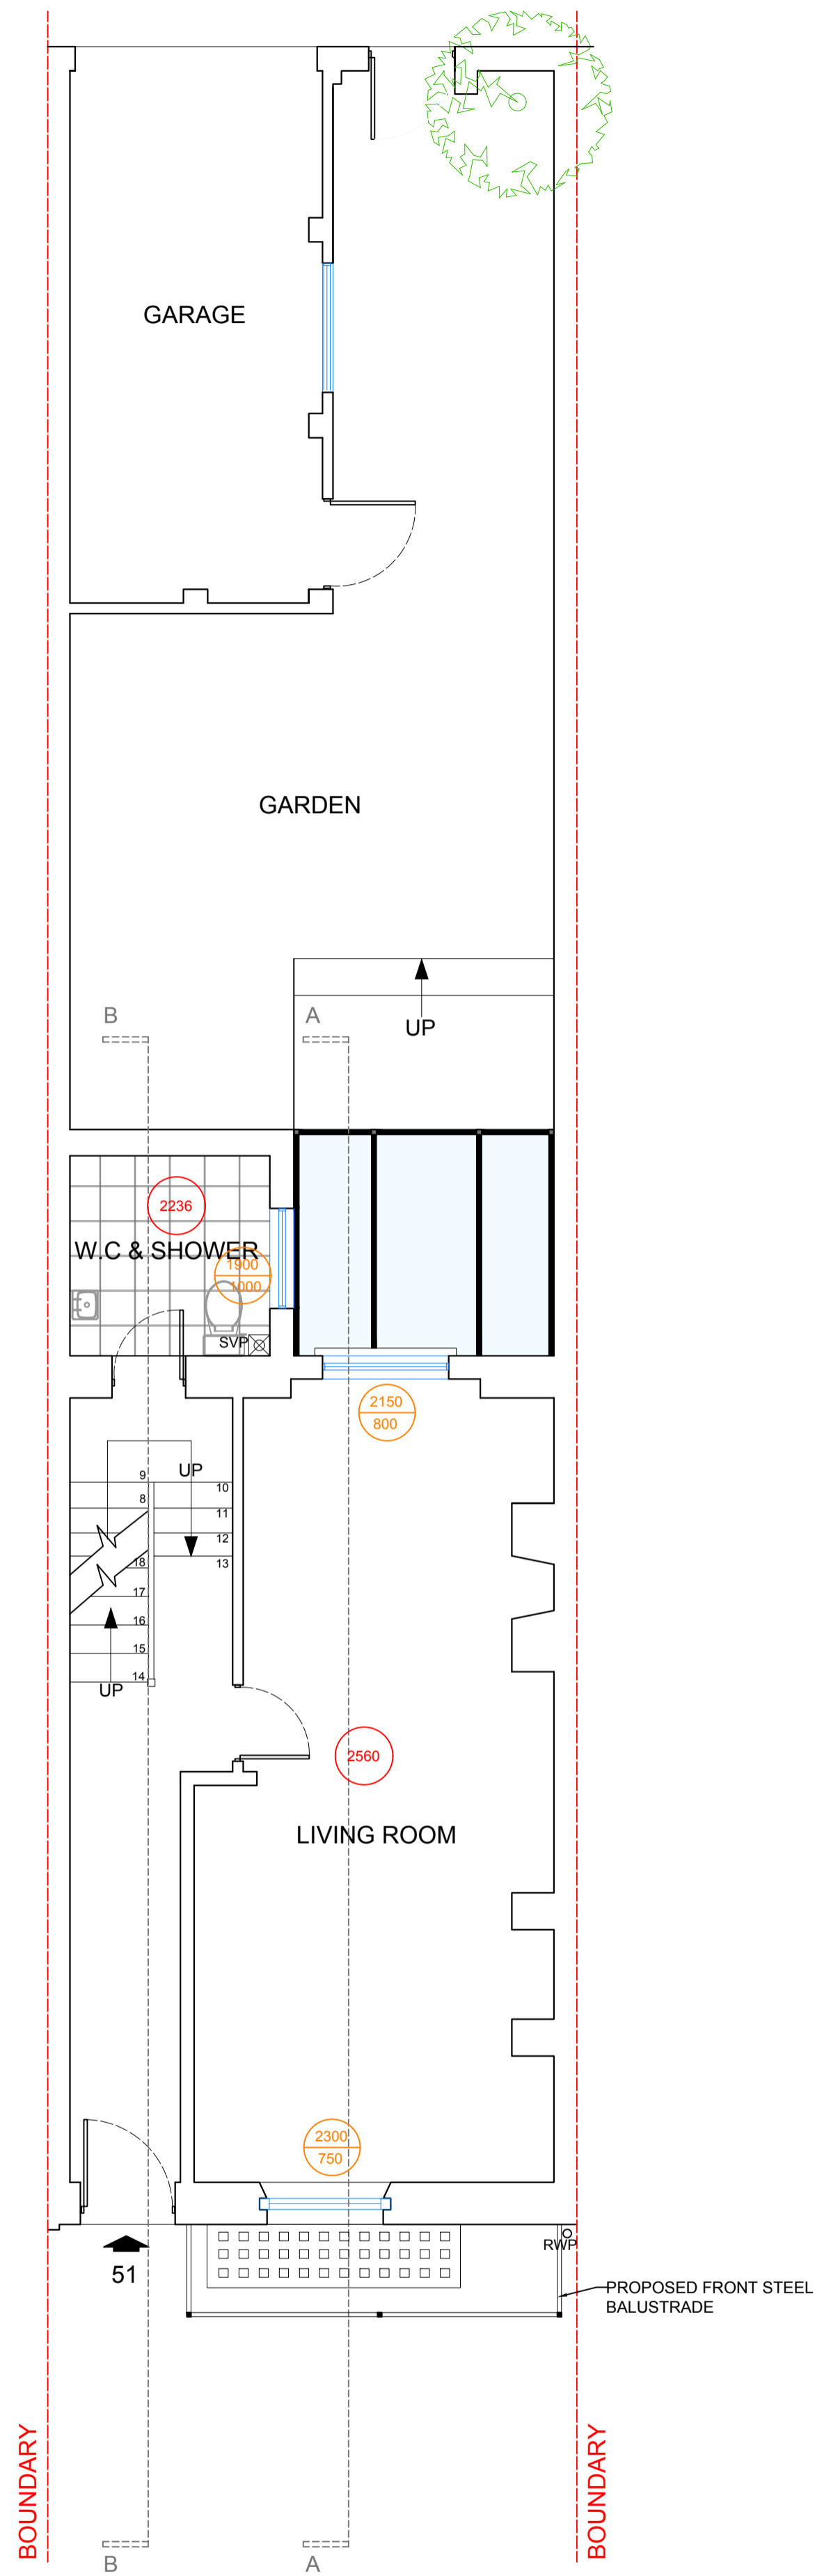 GARAGE
GARDEN
B
A
UP
2236
W.C & SHOWER
1900
1000
SVP
2150
800
9
UP
10
8
11
12
18
13
17
16
15
14
UP
2560
LIVING ROOM
2300
750
RWP
51
PROPOSED FRONT STEEL
BALUSTRADE
BOUNDARY
BOUNDARY
B
A